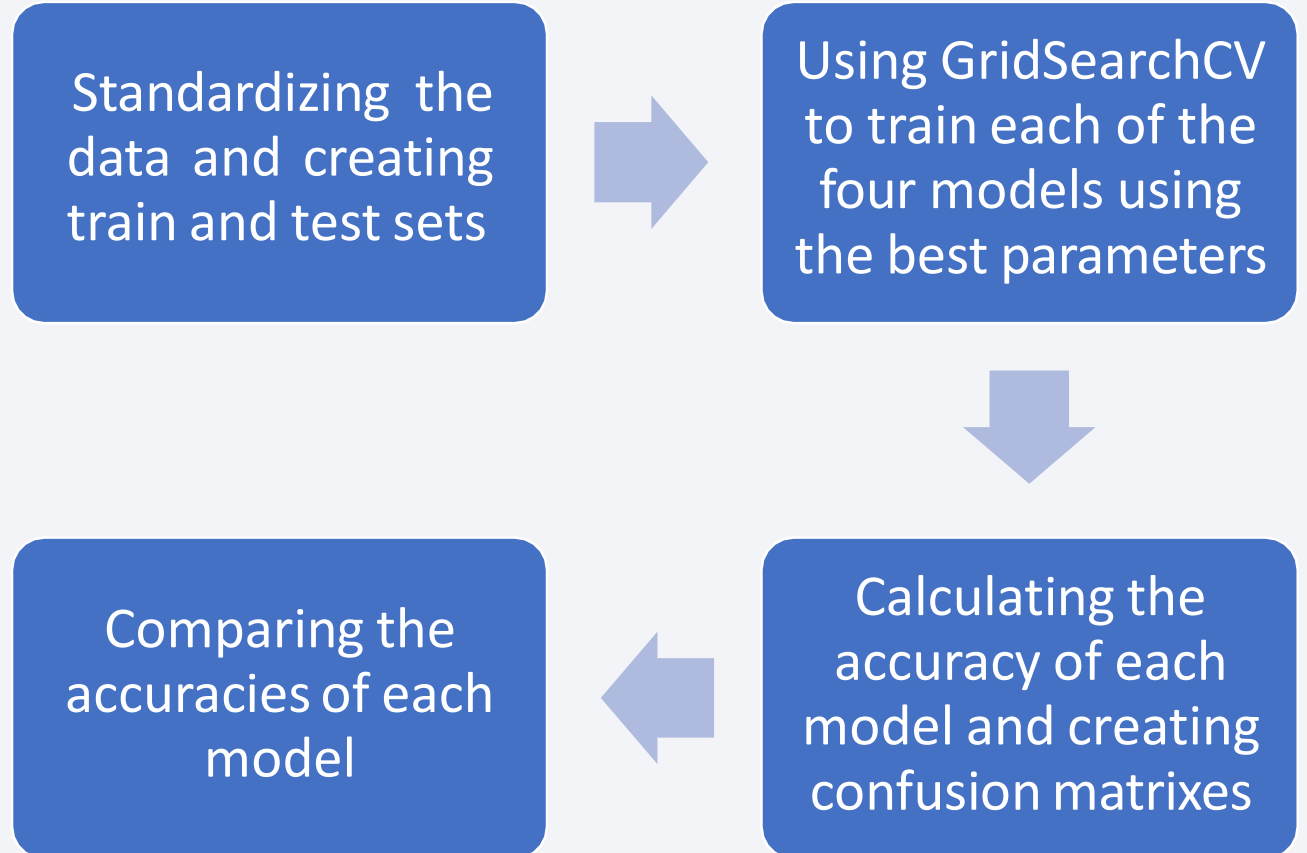 Standardizing the
data and creating
train and test sets
Using GridSearchCV
to train each of the
four models using
the best parameters
Calculating the
accuracy of each
model and creating
confusion matrixes
Comparing the
accuracies of each
model